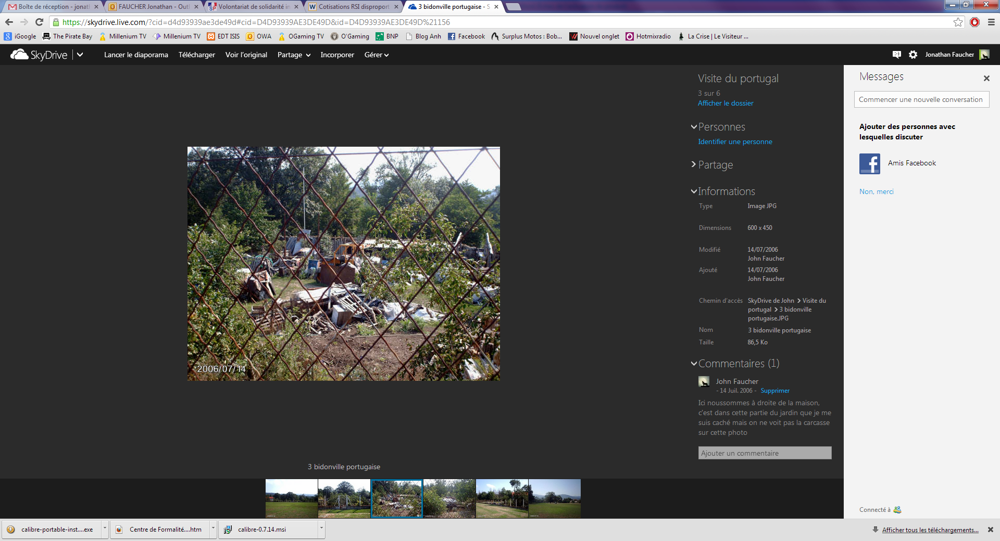 Boîte de réception - jonat
FAUCHER Jonathan - Outl
Volontariat de solidarité in
Cotisations RSI disproport
3 bidonville portugaise - S
https://skydrive.live.com/?cid=d4d93939ae3de49d#cid=D4D93939AE3DE49D&id=D4D93939AE3DE49D%21156
iGoogle
The Pirate Bay
Millenium TV
Millenium TV
EDT ISIS
OWA
OGaming TV
O'Gaming
BNP
Blog Anh
Facebook
Surplus Motos : Bob...
Nouvel onglet
Hotmixradio
La Crise | Le Visiteur ...
SkyDrive
Lancer le diaporama
Télécharger
Voir l'original
Partage
Incorporer
Gérer
Jonathan Faucher
2006/07/14
3 bidonville portugaise
Visite du portugal
3 sur 6
Afficher le dossier
Personnes
Identifier une personne
Partage
Informations
Type Image JPG
Dimensions 600 x 450
Modifié 14/07/2006
John Faucher
Ajouté 14/07/2006
John Faucher
Chemin d'accès SkyDrive de John > Visite du
portugal > 3 bidonville
portugaise.JPG
Nom 3 bidonville portugaise
Taille 86,5 Ko
Commentaires (1)
John Faucher
- 14 Juil. 2006 - Supprimer
Ici noussommes à droite de la maison,
c'est dans cette partie du jardin que je me
suis caché mais on ne voit pas la carcasse
sur cette photo
Ajouter un commentaire
Messages
Commencer une nouvelle conversation
Ajouter des personnes avec
lesquelles discuter
Amis Facebook
Non, merci
Connecté à
calibre-portable-inst....exe
Centre de Formalité....htm
calibre-0.7.14.msi
Afficher tous les téléchargements...